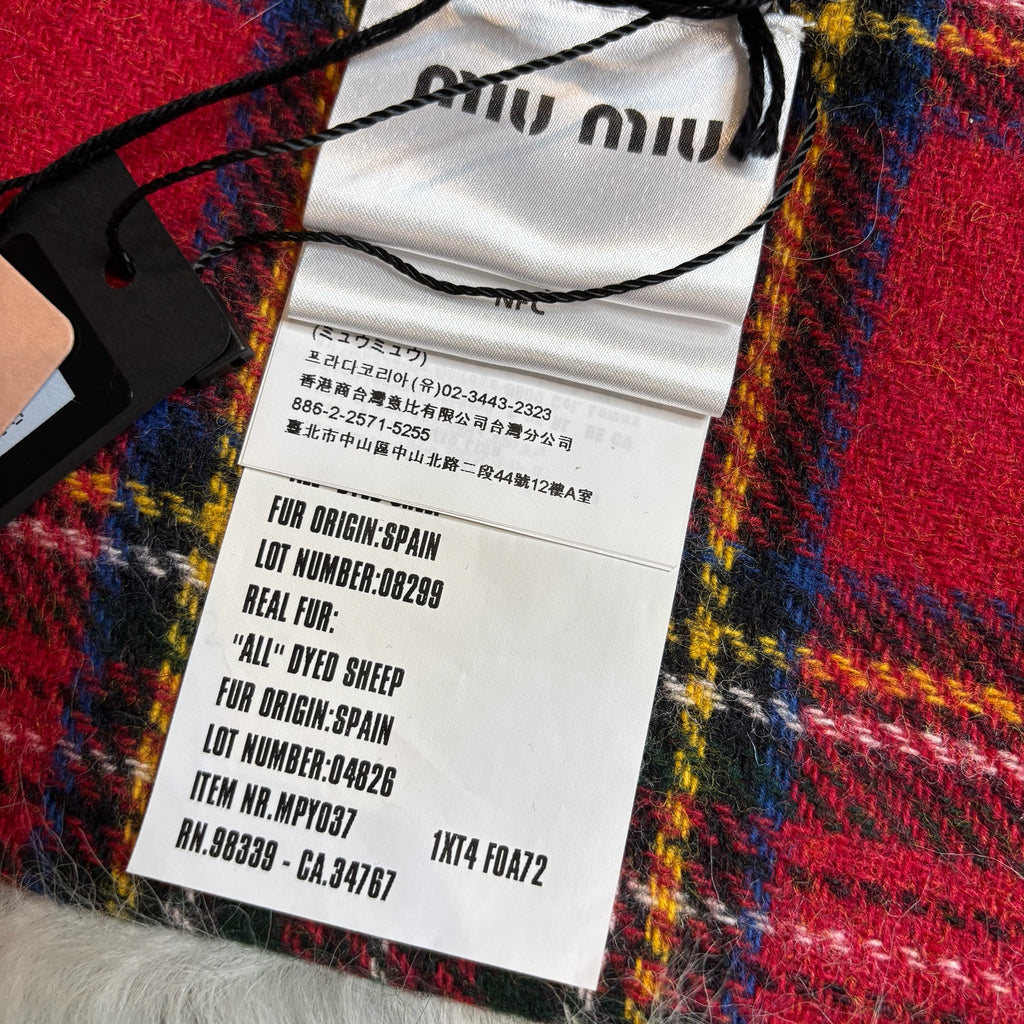 miu miu
NFC
(ミュウミュウ)
프라다코리아(유)02-3443-2323
香港商台灣意比有限公司台灣分公司
886-2-2571-5255
臺北市中山區中山北路二段44號12樓A室
FUR ORIGIN:SPAIN
LOT NUMBER:08299
REAL FUR:
"ALL" DYED SHEEP
FUR ORIGIN:SPAIN
LOT NUMBER:04826
ITEM NR.MPY037
RN.98339 - CA.34767
1XT4 F0A72